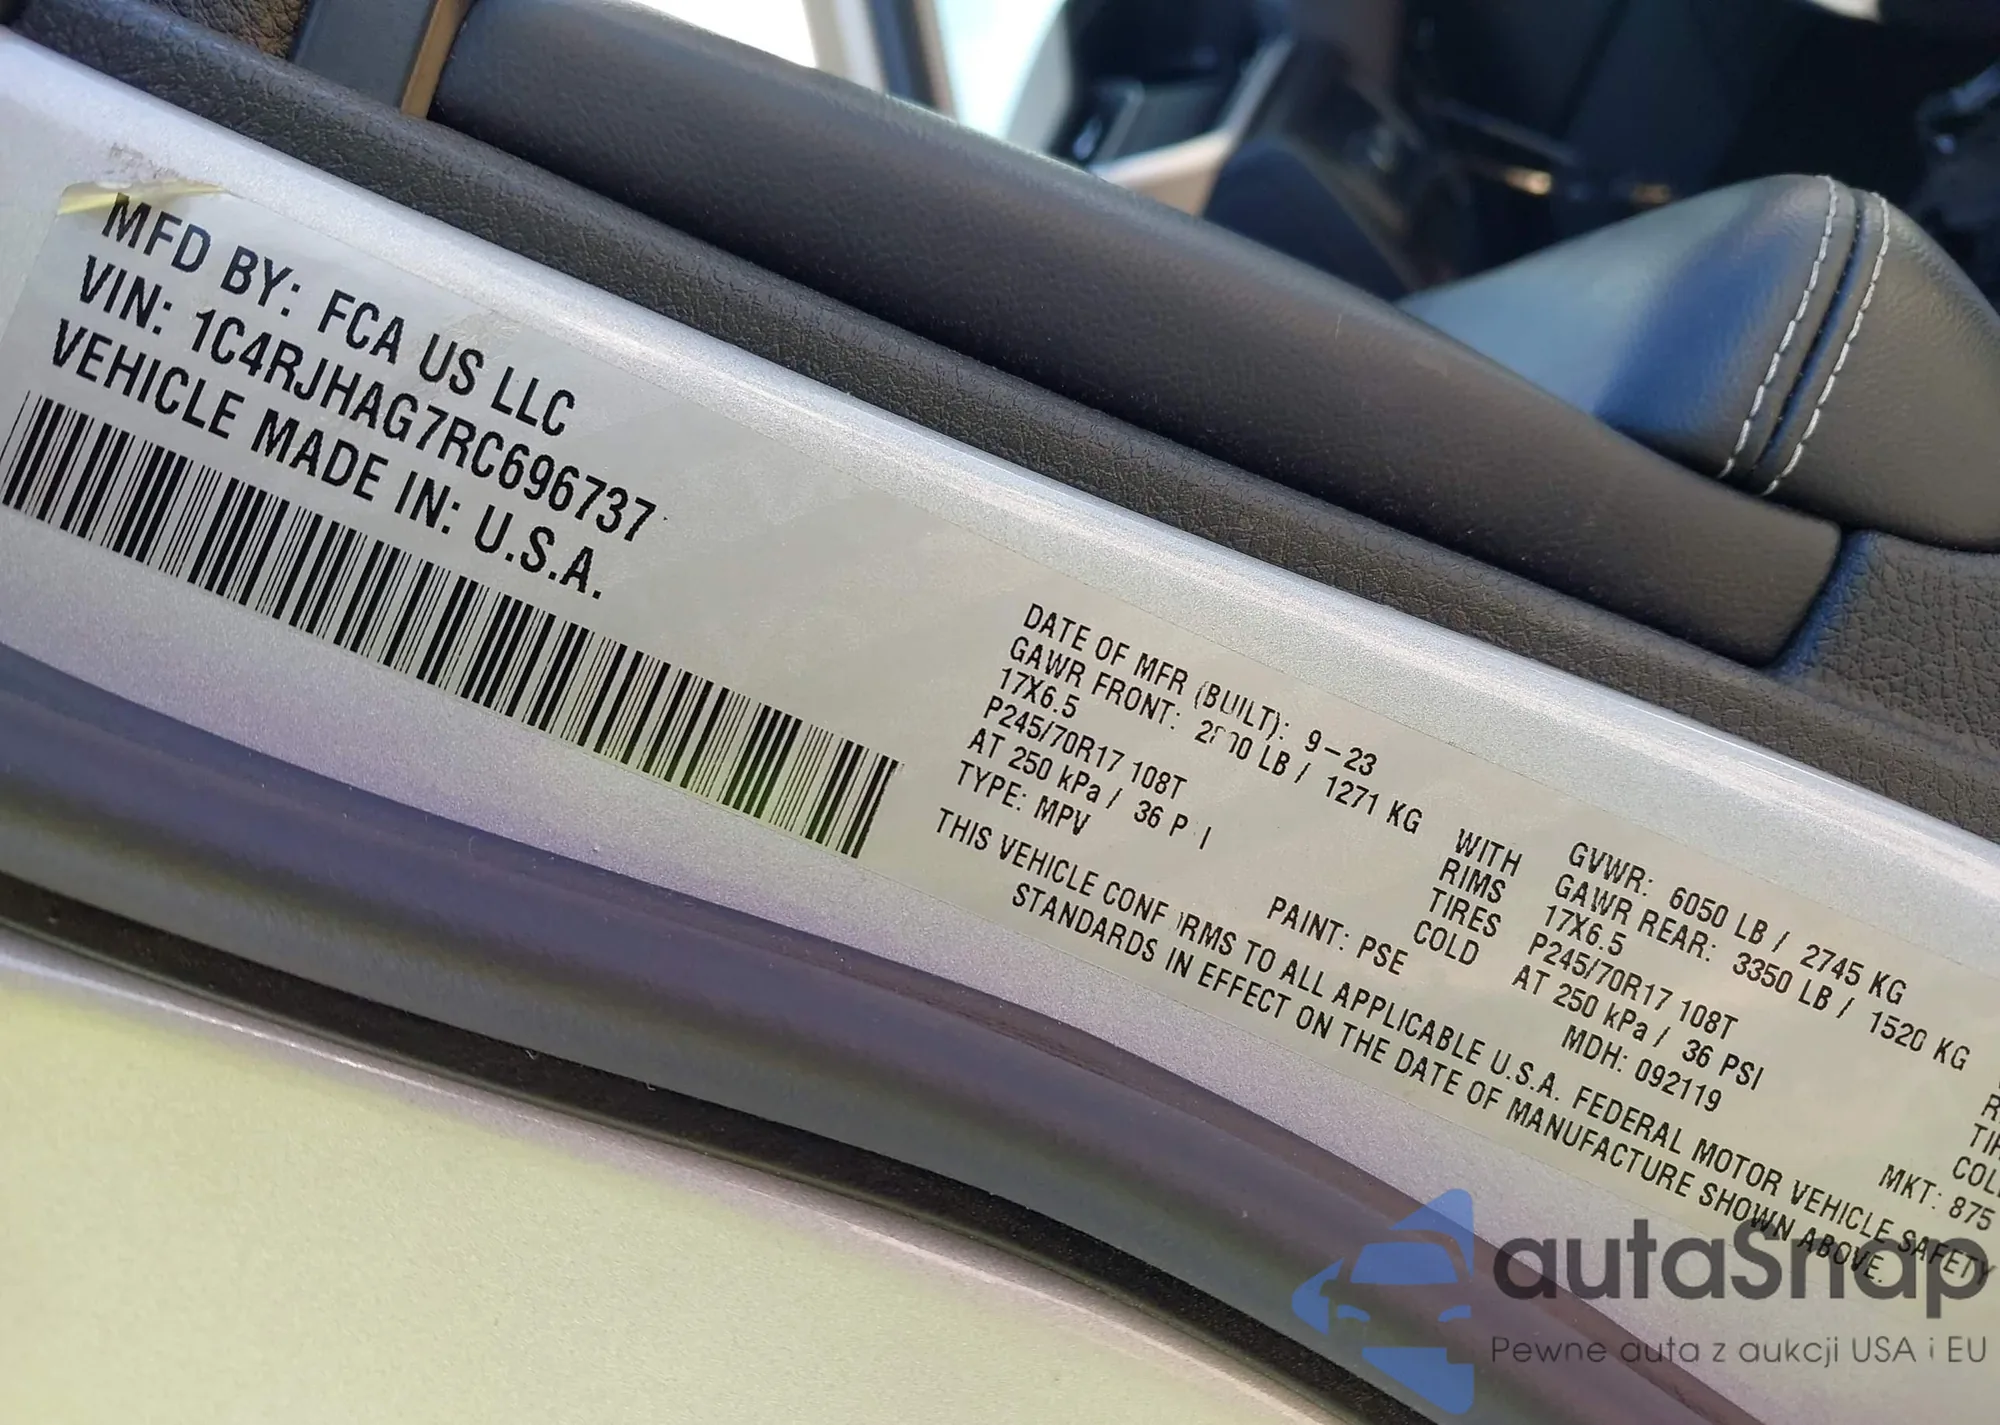 MFD BY: FCA US LLC
VIN: 1C4RJHAG7RC696737
VEHICLE MADE IN: U.S.A.
DATE OF MFR (BUILT): 9-23
GAWR FRONT: LB / 1271 KG
17X6.5
P245/70R17 108T
AT 250 kPa / 36 P I
TYPE: MPV
WITH
RIMS
TIRES
COLD
PAINT: PSE
GVWR: 6050 LB / 2745 KG
GAWR REAR: 3350 LB / 1520 KG
17X6.5
P245/70R17 108T
AT 250 kPa / 36 PSI
MDH: 092119
MKT: 875
THIS VEHICLE CONFORMS TO ALL APPLICABLE U.S.A. FEDERAL MOTOR VEHICLE SAFETY
STANDARDS IN EFFECT ON THE DATE OF MANUFACTURE SHOWN ABOVE.
autaSnap
Pewne auta z aukcji USA i EU